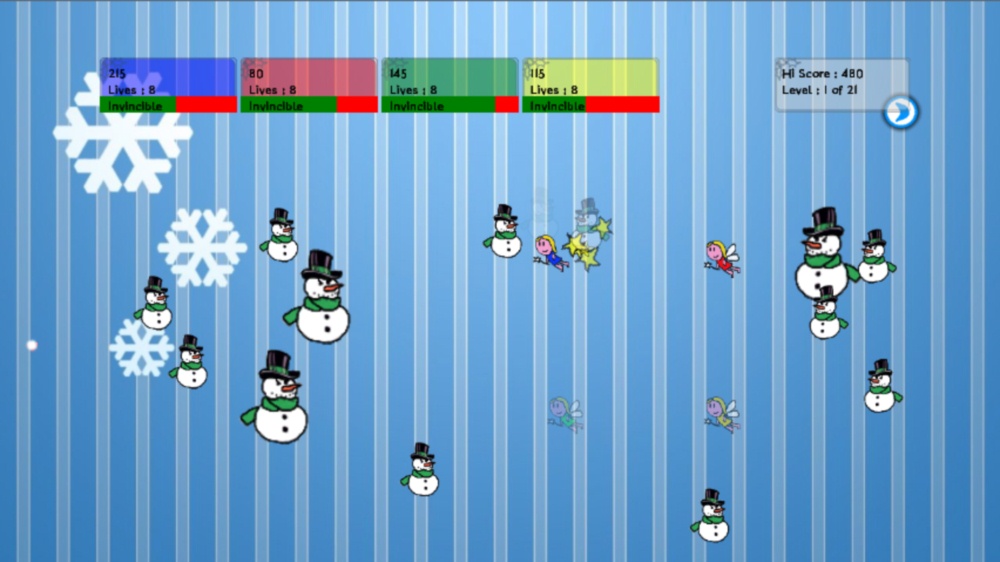 215
Lives : 8
Invincible
80
Lives : 8
Invincible
145
Lives : 8
Invincible
115
Lives : 8
Invincible
Hi Score : 480
Level : 1 of 21